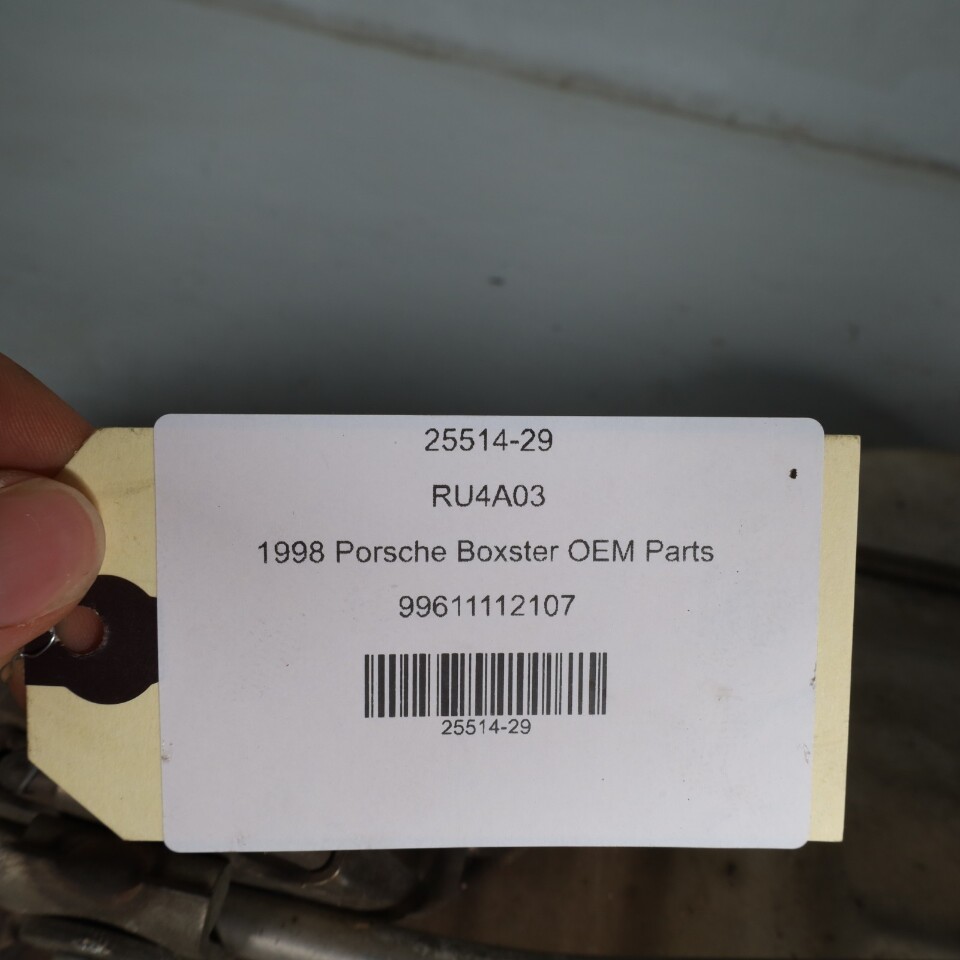 25514-29
RU4A03
1998 Porsche Boxster OEM Parts
99611112107
25514-29